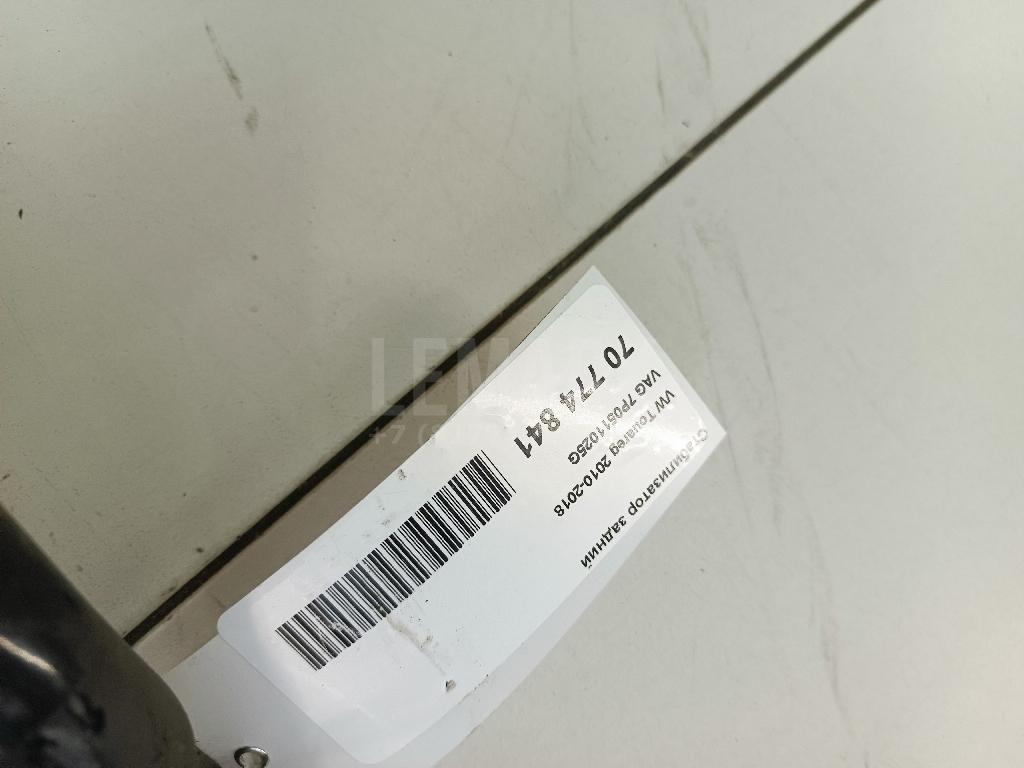 Стабилизатор задний
VW Touareg 2010-2018
VAG 7P0511025G
70 774 841